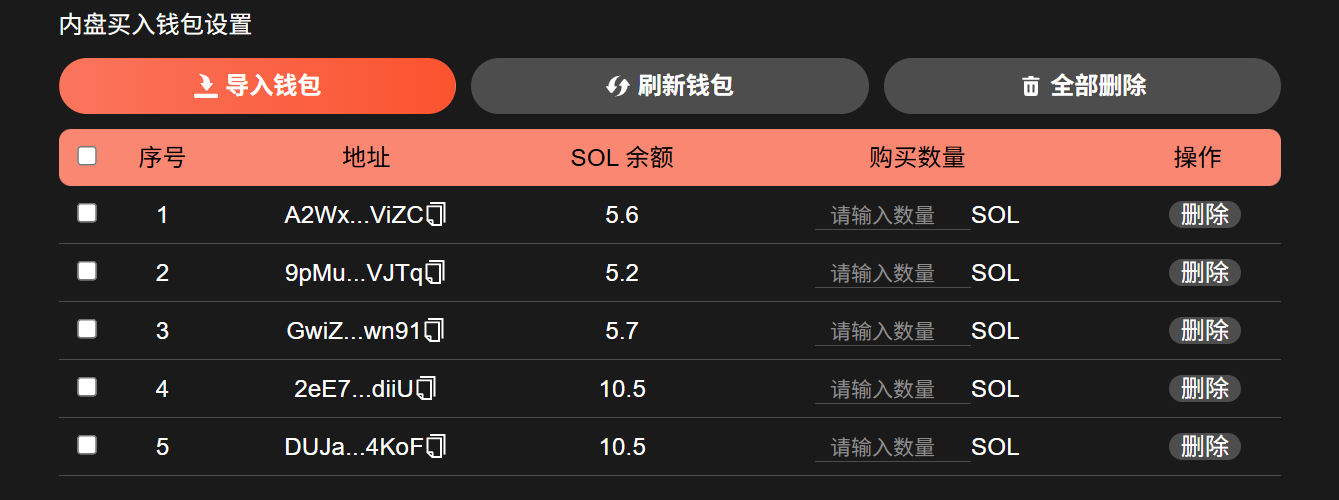 内盘买入钱包设置
导入钱包 刷新钱包 全部删除
序号 地址 SOL 余额 购买数量 操作
1 A2Wx...ViZC 5.6 请输入数量 SOL 删除
2 9pMu...VJTq 5.2 请输入数量 SOL 删除
3 GwiZ...wn91 5.7 请输入数量 SOL 删除
4 2eE7...diiU 10.5 请输入数量 SOL 删除
5 DUJa...4KoF 10.5 请输入数量 SOL 删除